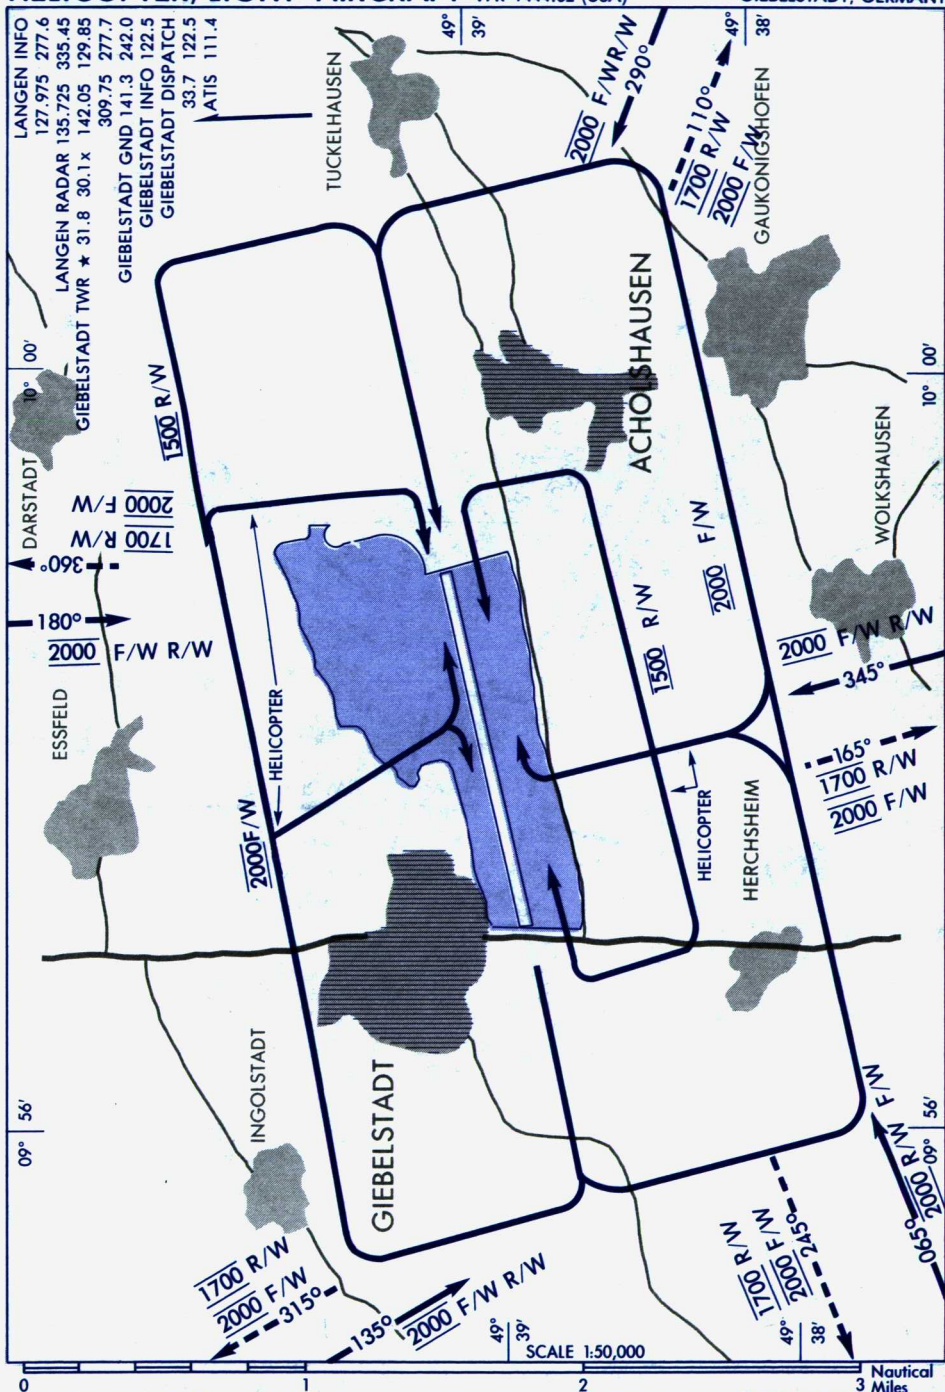 LANGEN INFO
127.975 277.6
LANGEN RADAR 135.725 335.45
GIEBELSTADT TWR ★ 31.8 30.1x 142.05 129.85
309.75 277.7
GIEBELSTADT GND 141.3 242.0
GIEBELSTADT INFO 122.5
GIEBELSTADT DISPATCH
33.7 122.5
ATIS 111.4
TUCKELHAUSEN
49° 39'
2000 F/WR/W
290°
49° 38'
110°
1700 R/W
2000 F/W
GAUKONIGSHOFEN
10° 00'
DARSTADT
1500 R/W
ACHOLSHAUSEN
10° 00'
WOLKSHAUSEN
2000 F/W
1700 R/W
360°
180°
2000 F/W R/W
ESSFELD
HELICOPTER
2000F/W
1500 R/W
2000 F/W
2000 F/W R/W
345°
165°
1700 R/W
2000 F/W
HELICOPTER
HERCHSHEIM
INGOLSTADT
GIEBELSTADT
09° 56'
09° 56'
1700 R/W
2000 F/W
315°
135°
2000 F/W R/W
1700 R/W
2000 F/W
245°
2000 R/W F/W
065°
49° 39'
49° 38'
SCALE 1:50,000
0 1 2 3 Nautical Miles